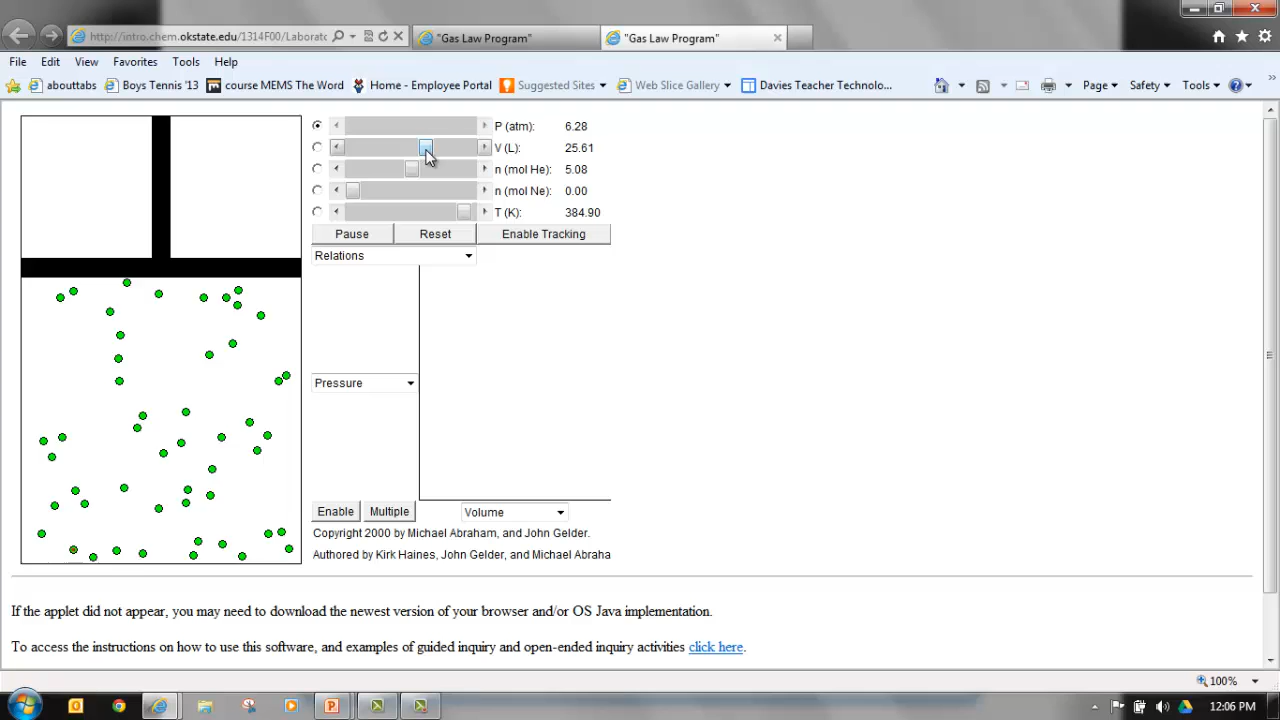 http://intro.chem.okstate.edu/1314F00/Laborat
"Gas Law Program"
"Gas Law Program"
File Edit View Favorites Tools Help
abouttabs Boys Tennis '13 course MEMS The Word Home - Employee Portal Suggested Sites Web Slice Gallery Davies Teacher Technolo... Page Safety Tools
P (atm): 6.28
V (L): 25.61
n (mol He): 5.08
n (mol Ne): 0.00
T (K): 384.90
Pause Reset Enable Tracking
Relations
Pressure
Enable Multiple Volume
Copyright 2000 by Michael Abraham, and John Gelder.
Authored by Kirk Haines, John Gelder, and Michael Abraha
If the applet did not appear, you may need to download the newest version of your browser and/or OS Java implementation.
To access the instructions on how to use this software, and examples of guided inquiry and open-ended inquiry activities click here.
100%
12:06 PM